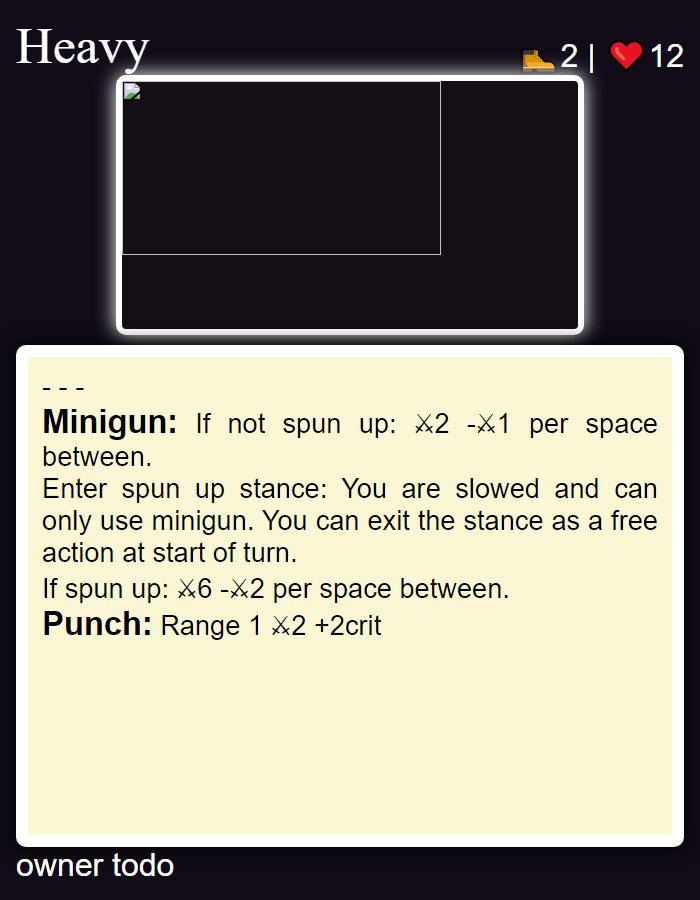 Heavy 🥾2 | ❤️12
- - -
Minigun: If not spun up: ⚔2 -⚔1 per space
between.
Enter spun up stance: You are slowed and can
only use minigun. You can exit the stance as a free
action at start of turn.
If spun up: ⚔6 -⚔2 per space between.
Punch: Range 1 ⚔2 +2crit
owner todo